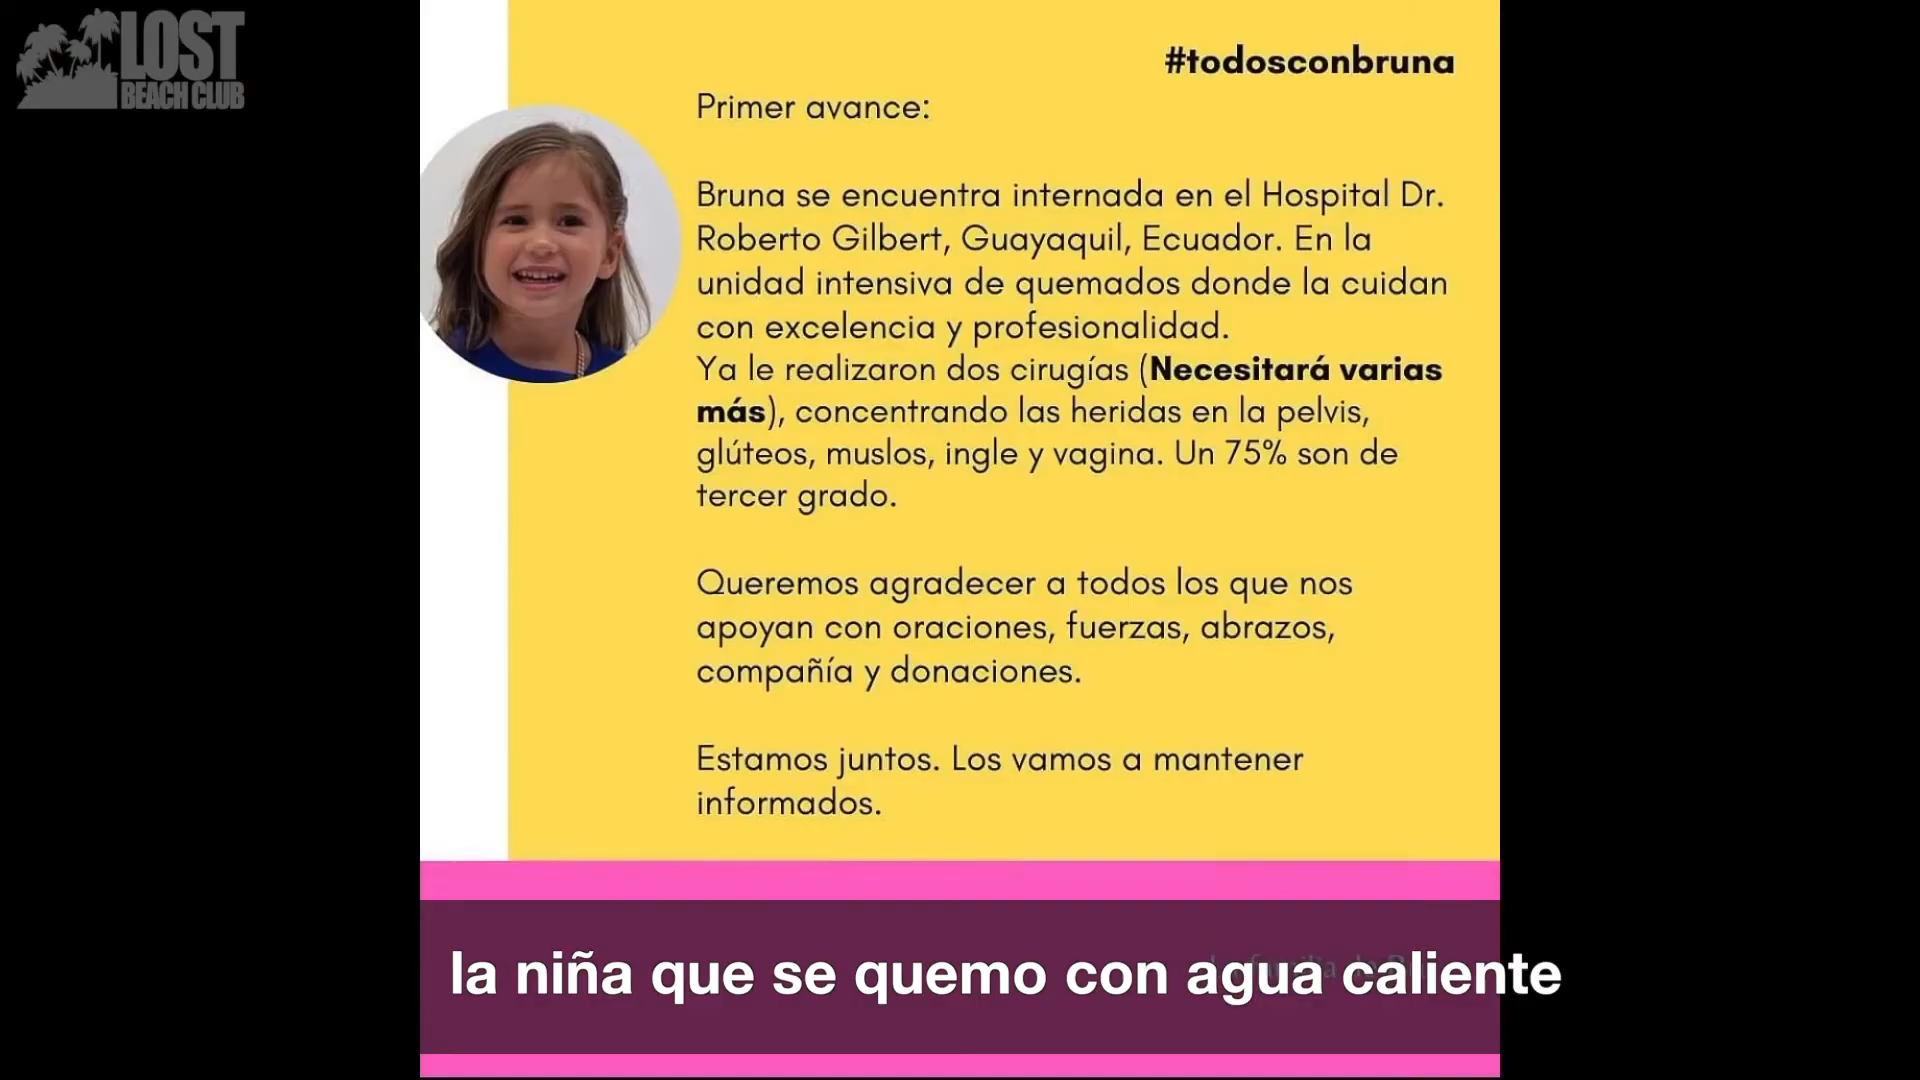 LOST
BEACH CLUB
#todosconbruna
Primer avance:
Bruna se encuentra internada en el Hospital Dr.
Roberto Gilbert, Guayaquil, Ecuador. En la
unidad intensiva de quemados donde la cuidan
con excelencia y profesionalidad.
Ya le realizaron dos cirugías (Necesitará varias
más), concentrando las heridas en la pelvis,
glúteos, muslos, ingle y vagina. Un 75% son de
tercer grado.
Queremos agradecer a todos los que nos
apoyan con oraciones, fuerzas, abrazos,
compañía y donaciones.
Estamos juntos. Los vamos a mantener
informados.
la niña que se quemo con agua caliente